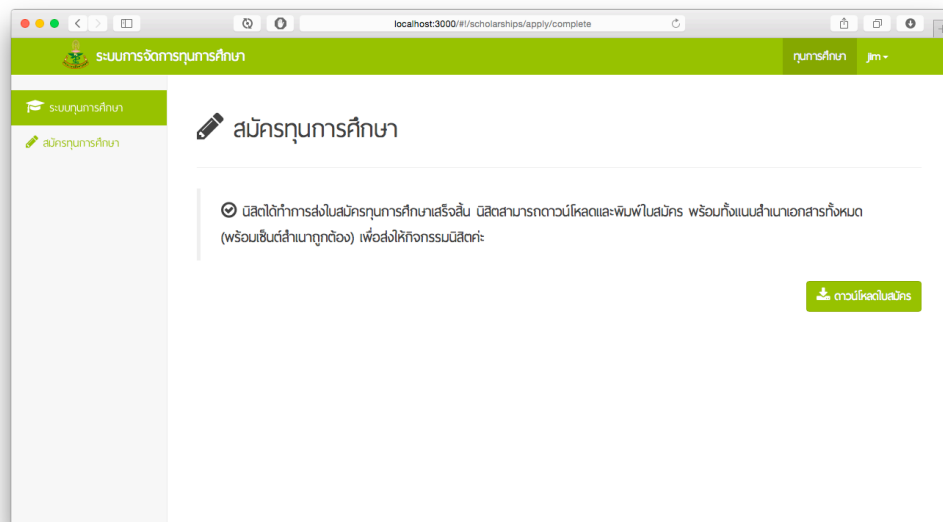 localhost:3000/#!/scholarships/apply/complete
ระบบการจัดการทุนการศึกษา
ทุนการศึกษา
jim
ระบบทุนการศึกษา
สมัครทุนการศึกษา
สมัครทุนการศึกษา
นิสิตได้ทำการส่งใบสมัครทุนการศึกษาเสร็จสิ้น นิสิตสามารถดาวน์โหลดและพิมพ์ใบสมัคร พร้อมทั้งแนบสำเนาเอกสารทั้งหมด
(พร้อมเซ็นต์สำเนาถูกต้อง) เพื่อส่งให้กิจกรรมนิสิตค่ะ
ดาวน์โหลดใบสมัคร